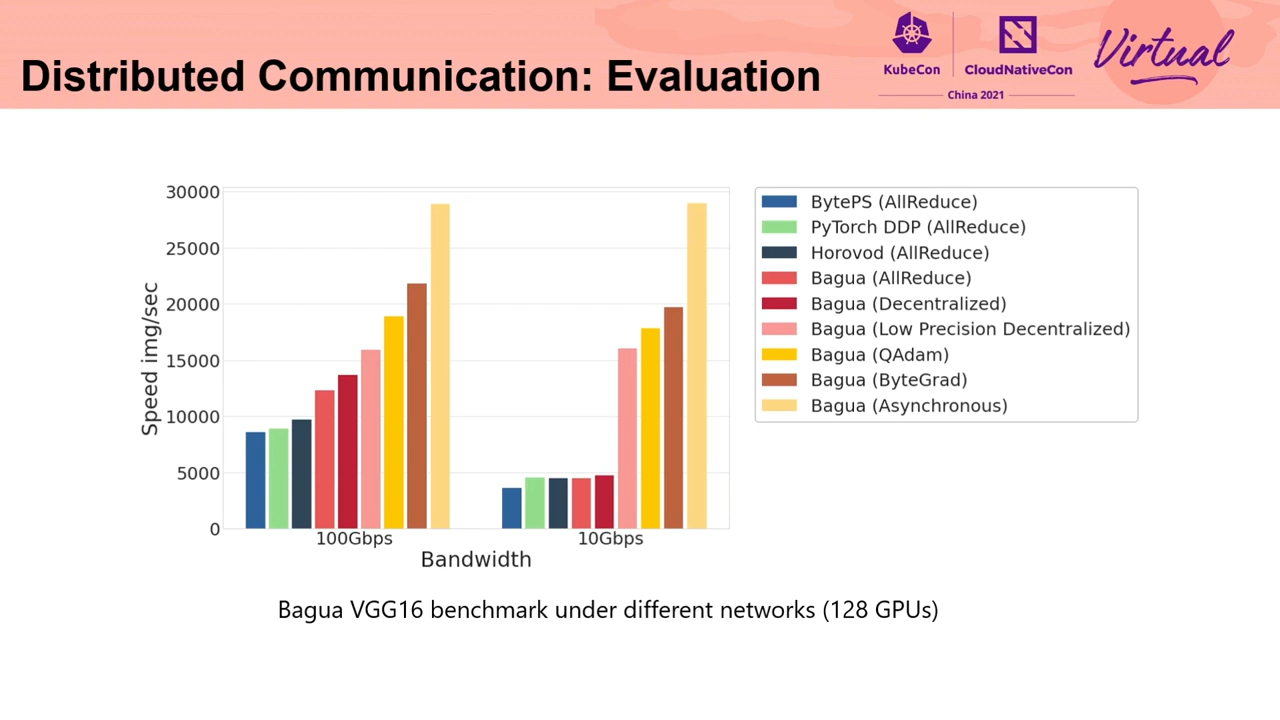 Distributed Communication: Evaluation
KubeCon
CloudNativeCon
China 2021
Virtual
30000
25000
20000
15000
10000
5000
0
Speed img/sec
100Gbps
10Gbps
Bandwidth
BytePS (AllReduce)
PyTorch DDP (AllReduce)
Horovod (AllReduce)
Bagua (AllReduce)
Bagua (Decentralized)
Bagua (Low Precision Decentralized)
Bagua (QAdam)
Bagua (ByteGrad)
Bagua (Asynchronous)
Bagua VGG16 benchmark under different networks (128 GPUs)